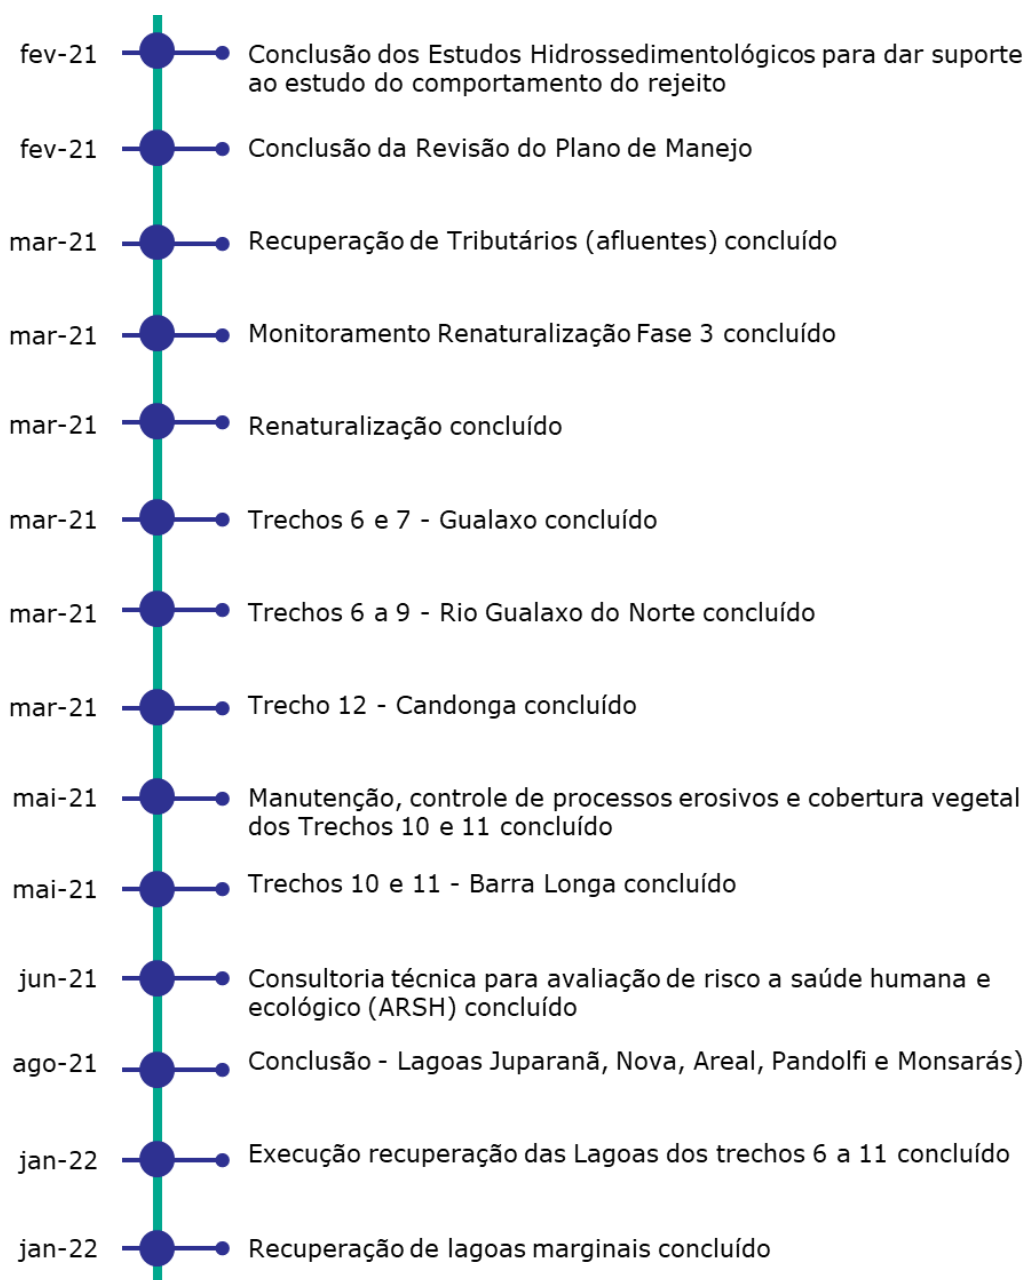 fev-21 Conclusão dos Estudos Hidrossedimentológicos para dar suporte
ao estudo do comportamento do rejeito
fev-21 Conclusão da Revisão do Plano de Manejo
mar-21 Recuperação de Tributários (afluentes) concluído
mar-21 Monitoramento Renaturalização Fase 3 concluído
mar-21 Renaturalização concluído
mar-21 Trechos 6 e 7 - Gualaxo concluído
mar-21 Trechos 6 a 9 - Rio Gualaxo do Norte concluído
mar-21 Trecho 12 - Candonga concluído
mai-21 Manutenção, controle de processos erosivos e cobertura vegetal
dos Trechos 10 e 11 concluído
mai-21 Trechos 10 e 11 - Barra Longa concluído
jun-21 Consultoria técnica para avaliação de risco a saúde humana e
ecológico (ARSH) concluído
ago-21 Conclusão - Lagoas Juparanã, Nova, Areal, Pandolfi e Monsarás)
jan-22 Execução recuperação das Lagoas dos trechos 6 a 11 concluído
jan-22 Recuperação de lagoas marginais concluído